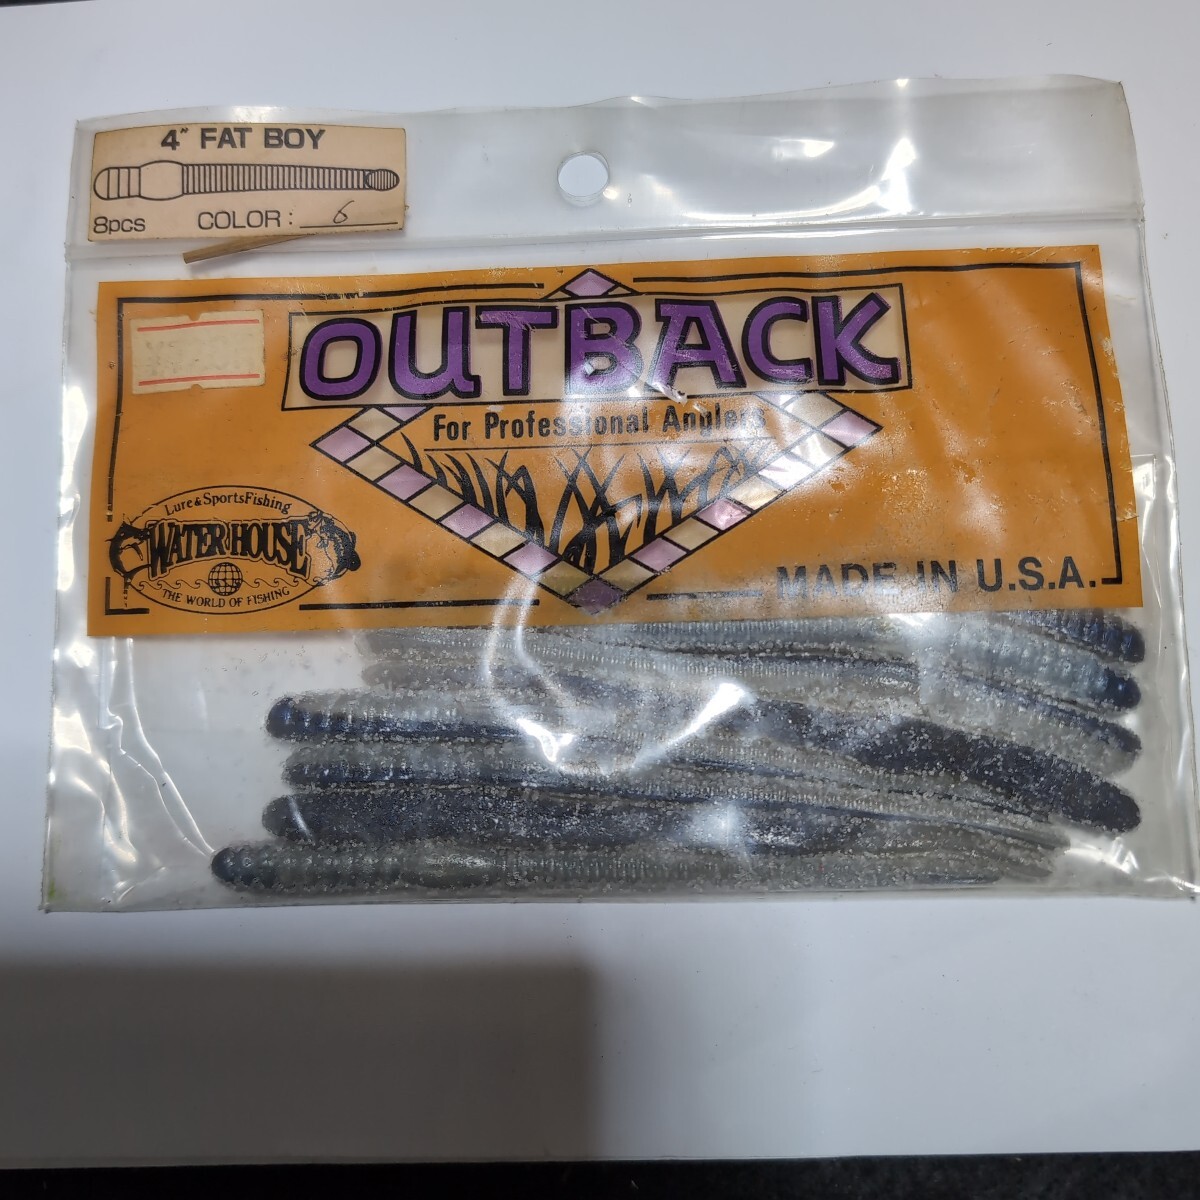 4" FAT BOY
8pcs COLOR: 6
OUTBACK
For Professional Anglers
Lure & SportsFishing
WATER HOUSE
THE WORLD OF FISHING
MADE IN U.S.A.